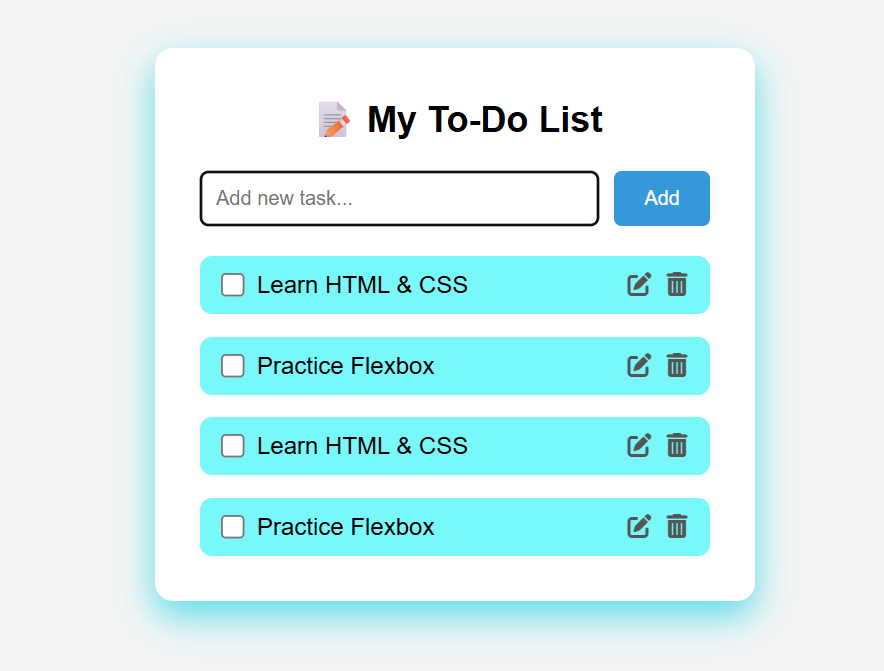 My To-Do List
Add new task...
Add
Learn HTML & CSS
Practice Flexbox
Learn HTML & CSS
Practice Flexbox